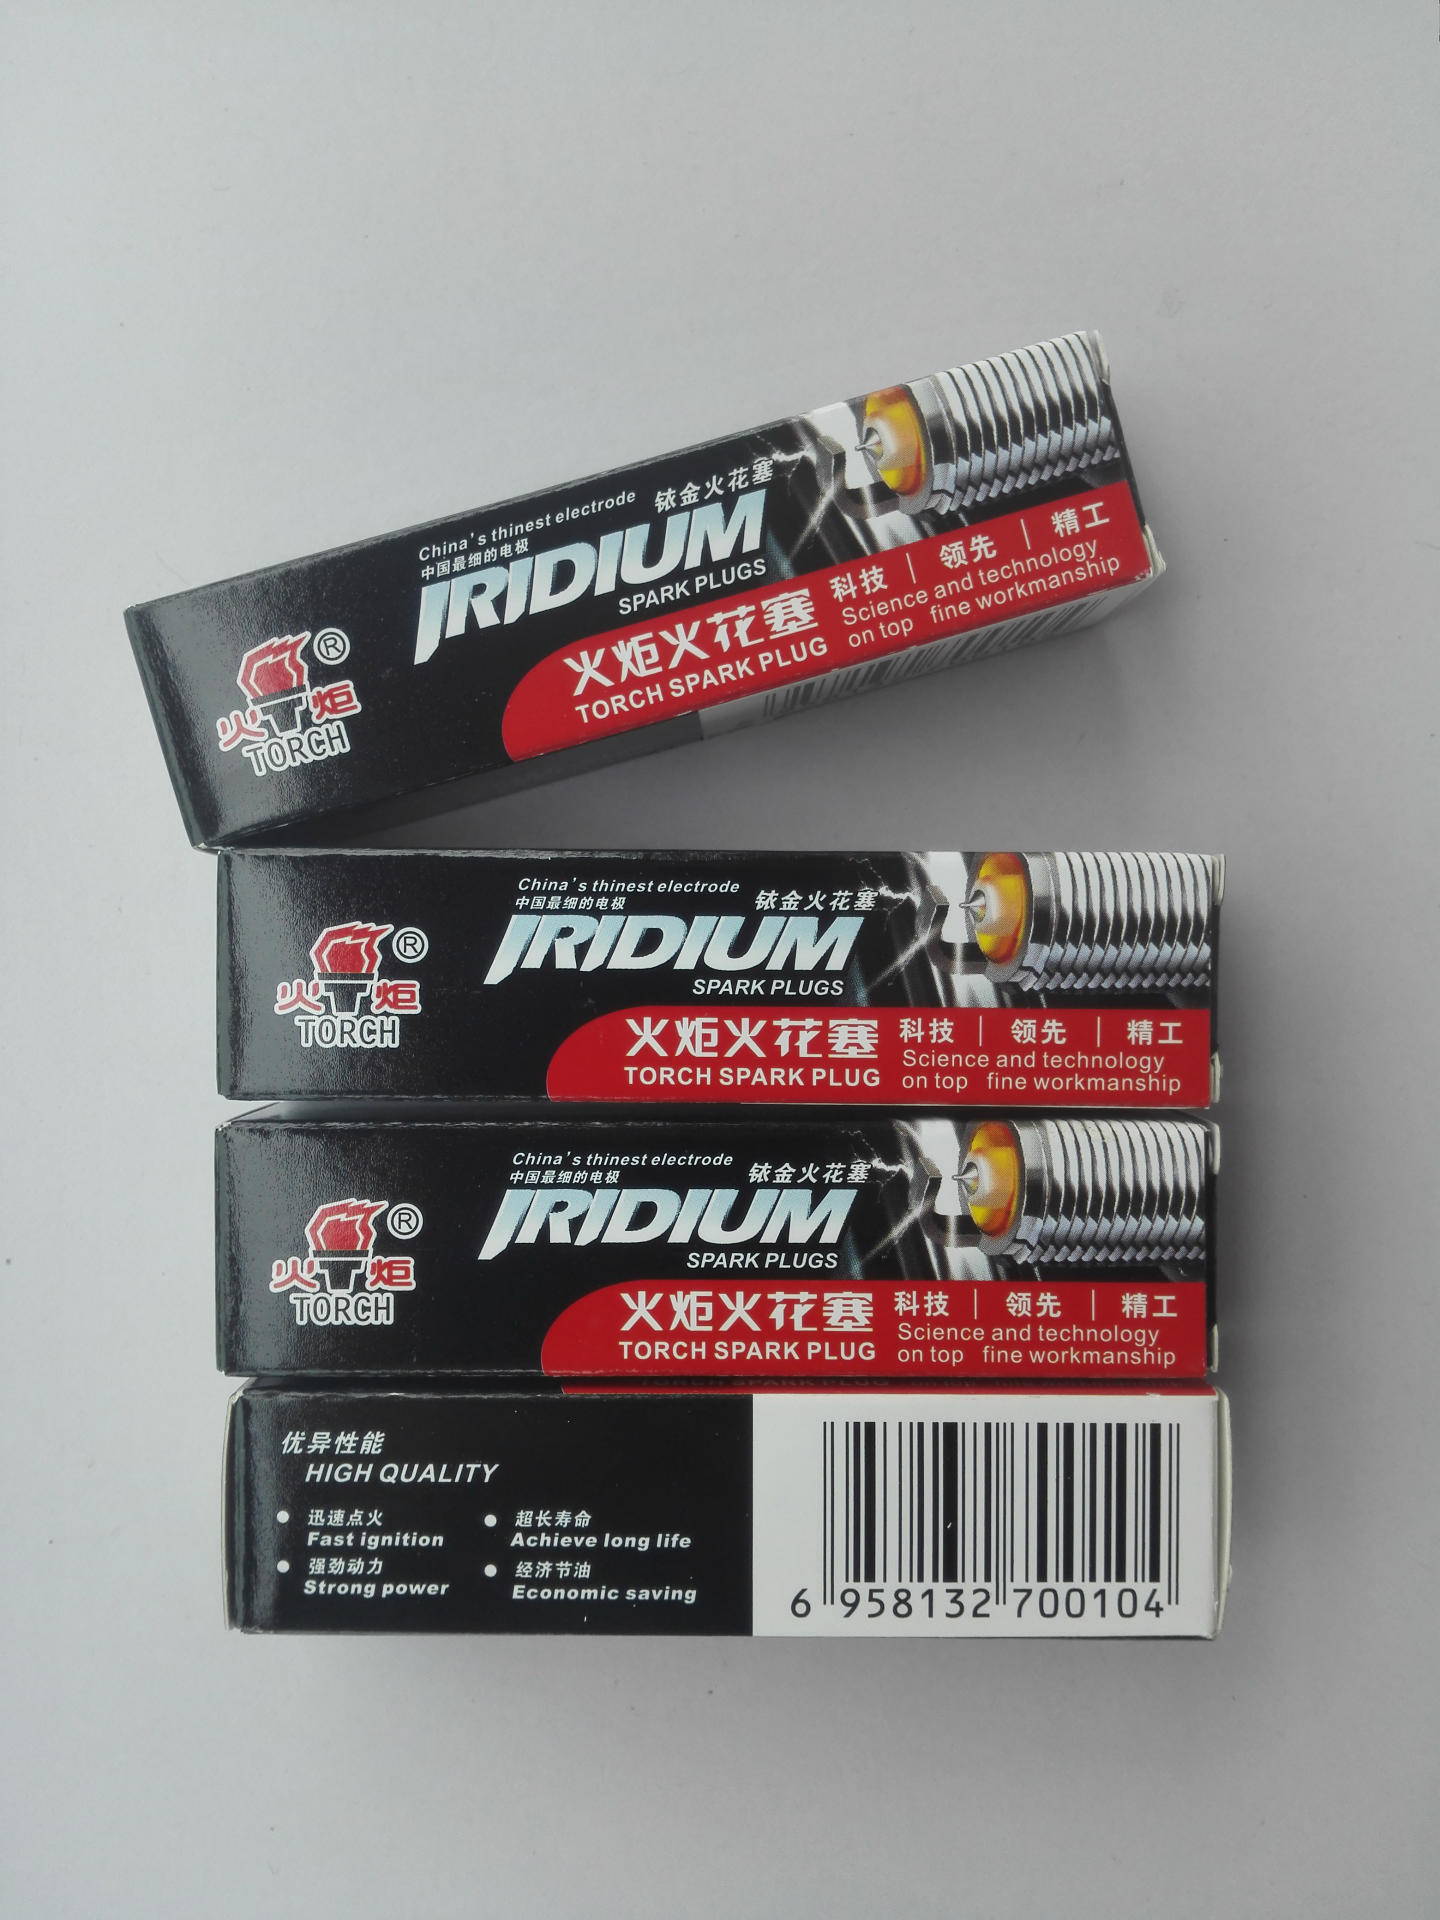 China's thinest electrode
中国最细的电极
铱金火花塞
IRIDIUM
SPARK PLUGS
®
火炬
TORCH
火炬火花塞
TORCH SPARK PLUG
科技 | 领先 | 精工
Science and technology
on top fine workmanship
China's thinest electrode
中国最细的电极
铱金火花塞
IRIDIUM
SPARK PLUGS
®
火炬
TORCH
火炬火花塞
TORCH SPARK PLUG
科技 | 领先 | 精工
Science and technology
on top fine workmanship
China's thinest electrode
中国最细的电极
铱金火花塞
IRIDIUM
SPARK PLUGS
®
火炬
TORCH
火炬火花塞
TORCH SPARK PLUG
科技 | 领先 | 精工
Science and technology
on top fine workmanship
优异性能
HIGH QUALITY
• 迅速点火
Fast ignition
• 强劲动力
Strong power
• 超长寿命
Achieve long life
• 经济节油
Economic saving
6 958132 700104